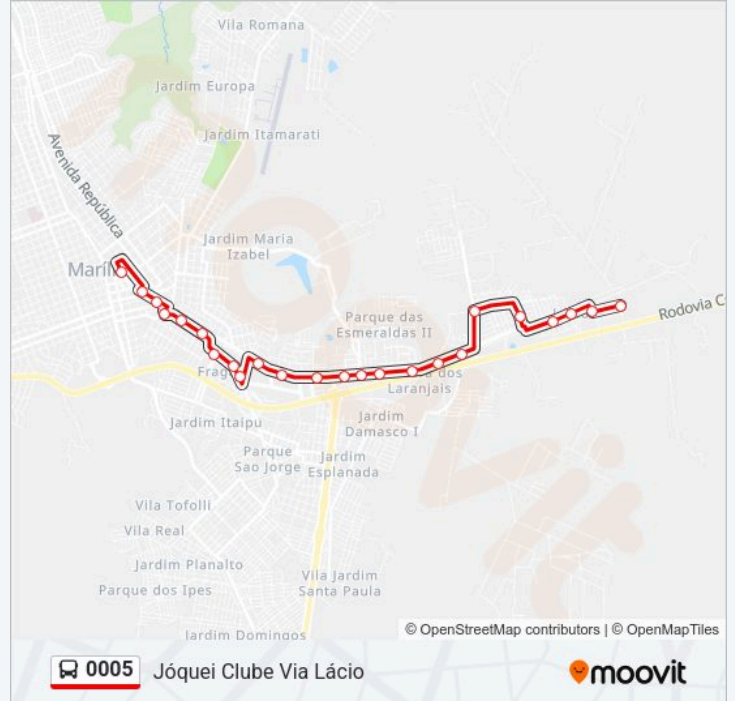 Vila Romana
Jardim Europa
Jardim Itamarati
Avenida República
Jardim Maria
Izabel
Parque das
Esmeraldas II
Rodovia C
dos
Laranjais
Jardim Itaipu
Jardim
Damasco I
Parque
Sao Jorge
Jardim
Esplanada
Vila Tofolli
Vila Real
Jardim Planalto
Parque dos Ipes
Vila Jardim
Santa Paula
Jardim Domingos
© OpenStreetMap contributors | © OpenMapTiles
0005 Jóquei Clube Via Lácio
moovit